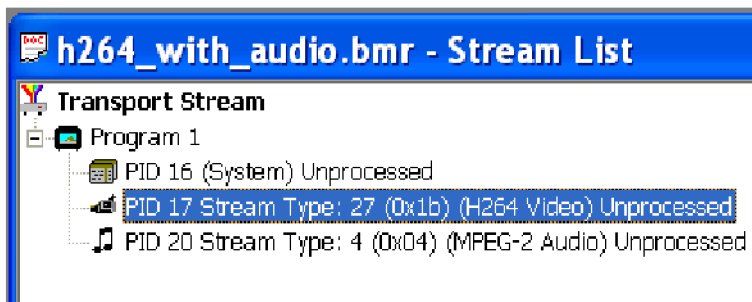 DOC
h264_with_audio.bmr - Stream List
Transport Stream
Program 1
PID 16 (System) Unprocessed
PID 17 Stream Type: 27 (0x1b) (H264 Video) Unprocessed
PID 20 Stream Type: 4 (0x04) (MPEG-2 Audio) Unprocessed